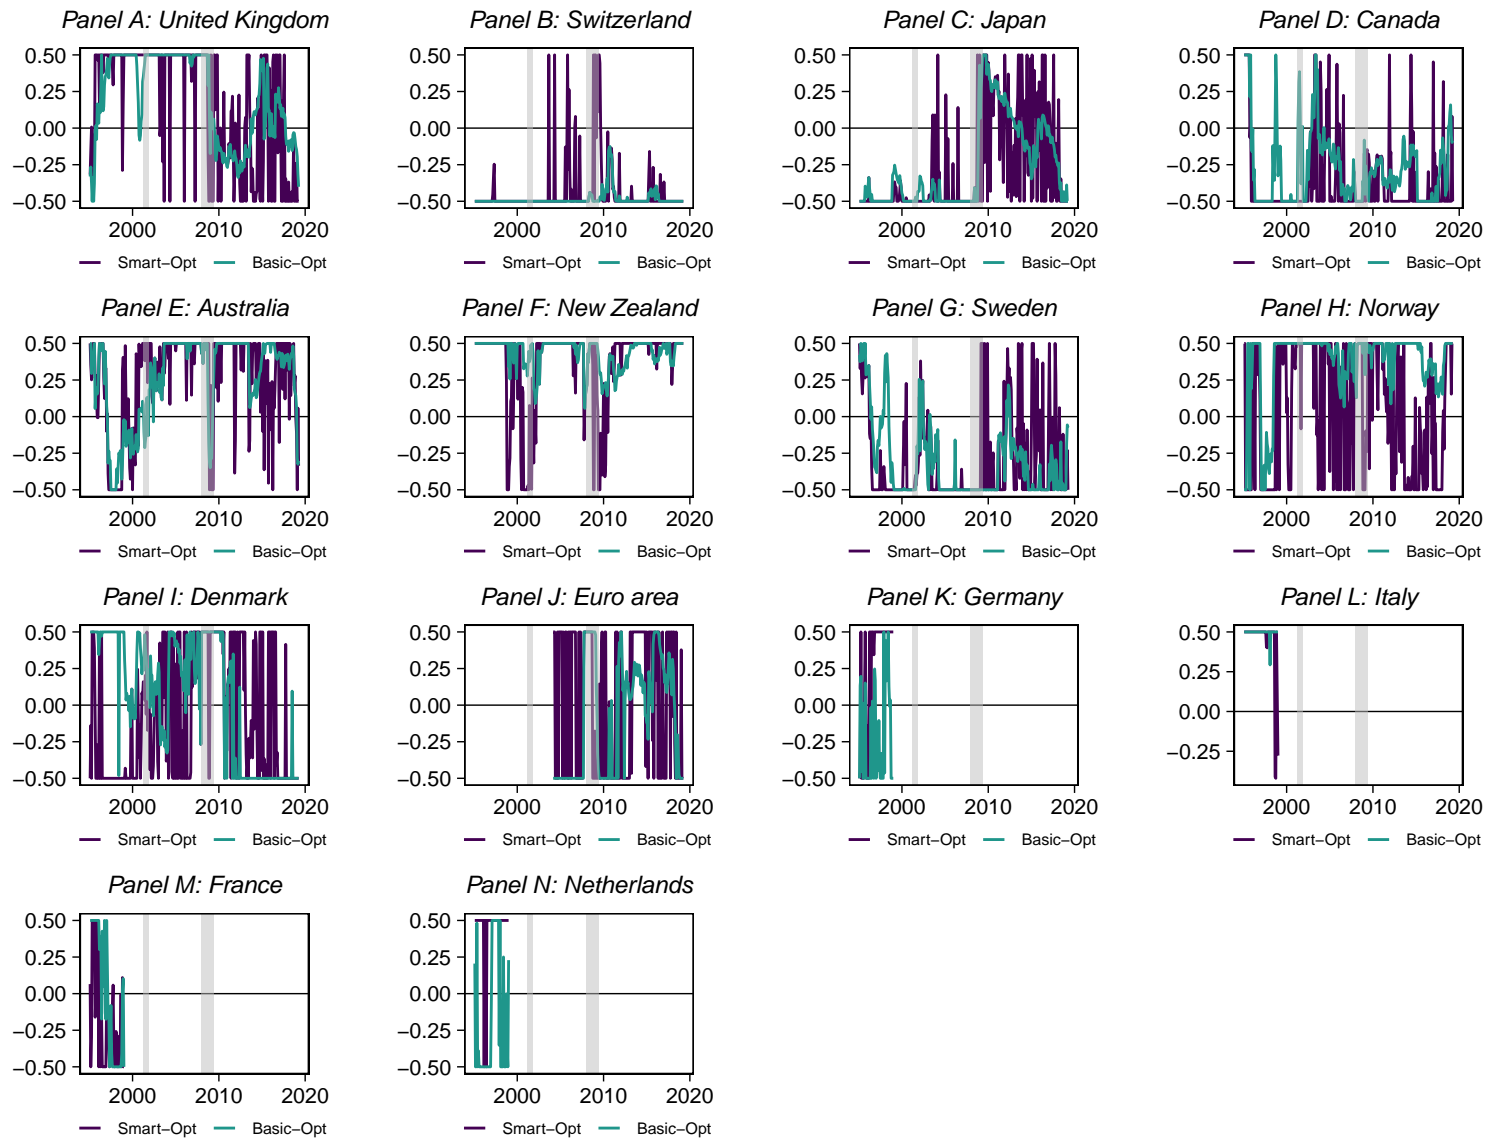 Panel A: United Kingdom
0.50
0.25
0.00
−0.25
−0.50
2000 2010 2020
Smart−Opt Basic−Opt
Panel B: Switzerland
0.50
0.25
0.00
−0.25
−0.50
2000 2010 2020
Smart−Opt Basic−Opt
Panel C: Japan
0.50
0.25
0.00
−0.25
−0.50
2000 2010 2020
Smart−Opt Basic−Opt
Panel D: Canada
0.50
0.25
0.00
−0.25
−0.50
2000 2010 2020
Smart−Opt Basic−Opt
Panel E: Australia
0.50
0.25
0.00
−0.25
−0.50
2000 2010 2020
Smart−Opt Basic−Opt
Panel F: New Zealand
0.50
0.25
0.00
−0.25
−0.50
2000 2010 2020
Smart−Opt Basic−Opt
Panel G: Sweden
0.50
0.25
0.00
−0.25
−0.50
2000 2010 2020
Smart−Opt Basic−Opt
Panel H: Norway
0.50
0.25
0.00
−0.25
−0.50
2000 2010 2020
Smart−Opt Basic−Opt
Panel I: Denmark
0.50
0.25
0.00
−0.25
−0.50
2000 2010 2020
Smart−Opt Basic−Opt
Panel J: Euro area
0.50
0.25
0.00
−0.25
−0.50
2000 2010 2020
Smart−Opt Basic−Opt
Panel K: Germany
0.50
0.25
0.00
−0.25
−0.50
2000 2010 2020
Smart−Opt Basic−Opt
Panel L: Italy
0.50
0.25
0.00
−0.25
2000 2010 2020
Smart−Opt Basic−Opt
Panel M: France
0.50
0.25
0.00
−0.25
−0.50
2000 2010 2020
Smart−Opt Basic−Opt
Panel N: Netherlands
0.50
0.25
0.00
−0.25
−0.50
2000 2010 2020
Smart−Opt Basic−Opt